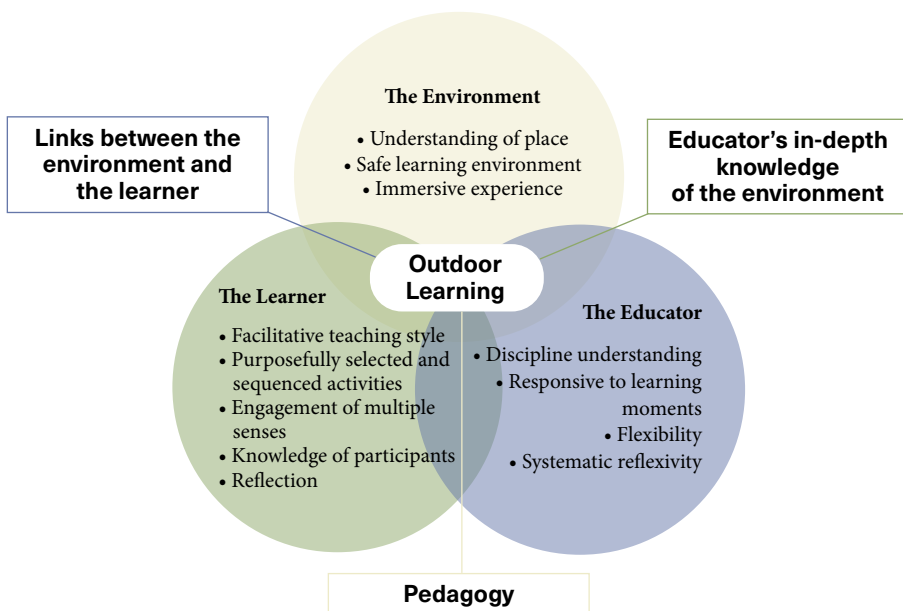 The Environment
• Understanding of place
• Safe learning environment
• Immersive experience
Links between the
environment and
the learner
Educator’s in-depth
knowledge
of the environment
Outdoor
Learning
The Learner
• Facilitative teaching style
• Purposefully selected and
sequenced activities
• Engagement of multiple
senses
• Knowledge of participants
• Reflection
The Educator
• Discipline understanding
• Responsive to learning
moments
• Flexibility
• Systematic reflexivity
Pedagogy